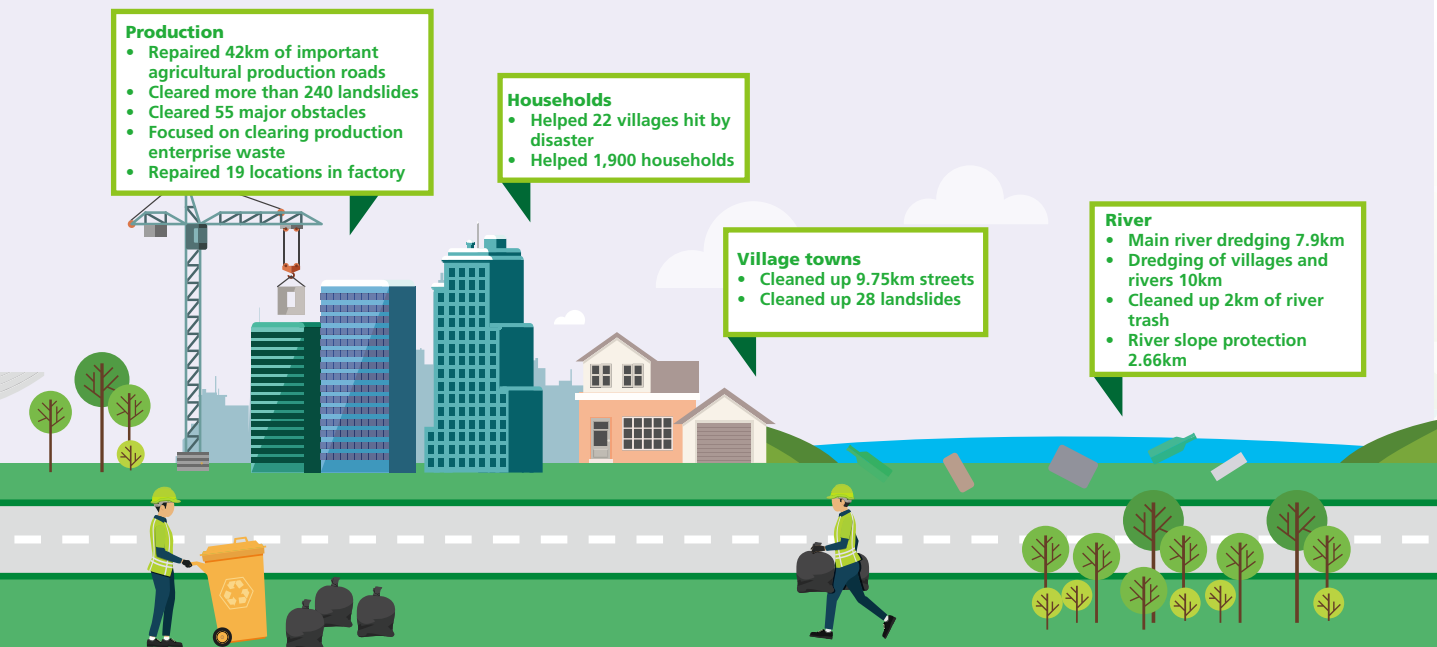 Production
• Repaired 42km of important
agricultural production roads
• Cleared more than 240 landslides
• Cleared 55 major obstacles
• Focused on clearing production
enterprise waste
• Repaired 19 locations in factory
Households
• Helped 22 villages hit by
disaster
• Helped 1,900 households
Village towns
• Cleaned up 9.75km streets
• Cleaned up 28 landslides
River
• Main river dredging 7.9km
• Dredging of villages and
rivers 10km
• Cleaned up 2km of river
trash
• River slope protection
2.66km